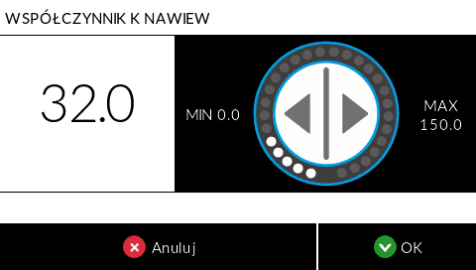 WSPÓŁCZYNNIK K NAWIEW
32.0
MIN 0.0
MAX
150.0
Anuluj
OK